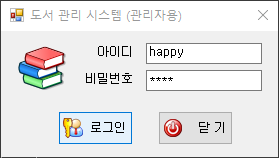 도서 관리 시스템 (관리자용)
아이디 happy
비밀번호 ****
로그인 닫 기